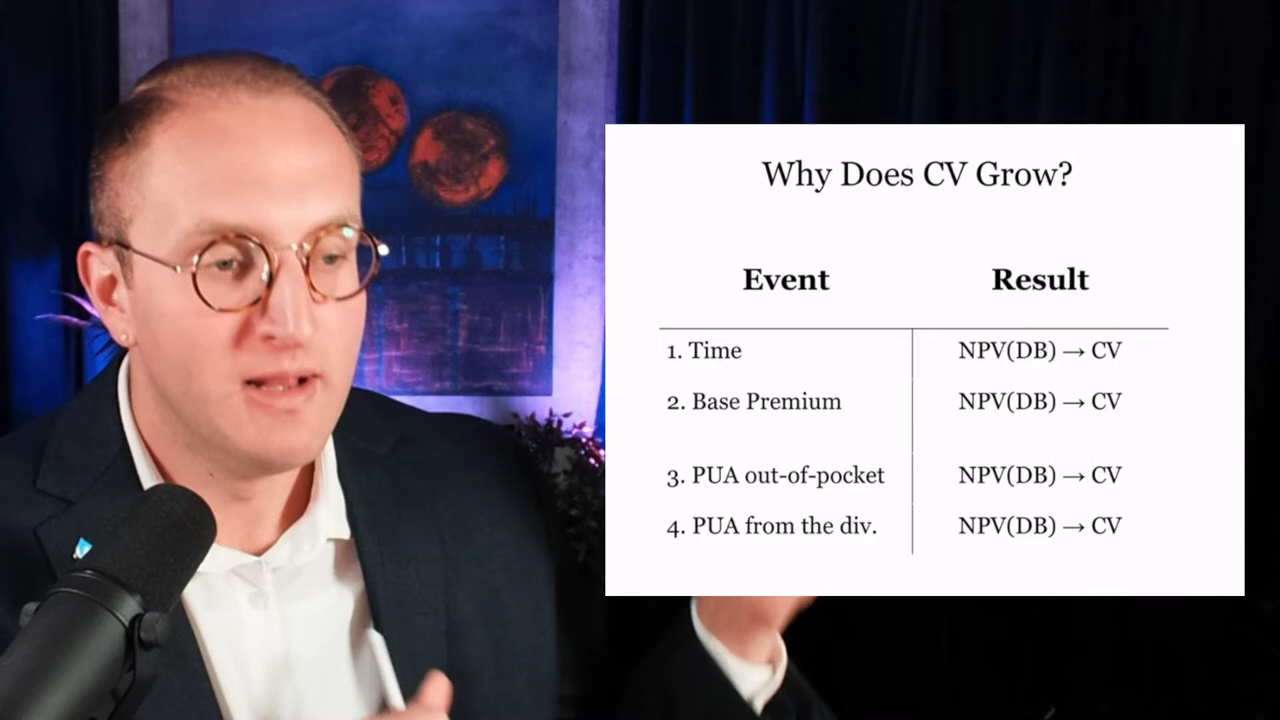 Why Does CV Grow?
Event Result
1. Time NPV(DB) → CV
2. Base Premium NPV(DB) → CV
3. PUA out-of-pocket NPV(DB) → CV
4. PUA from the div. NPV(DB) → CV